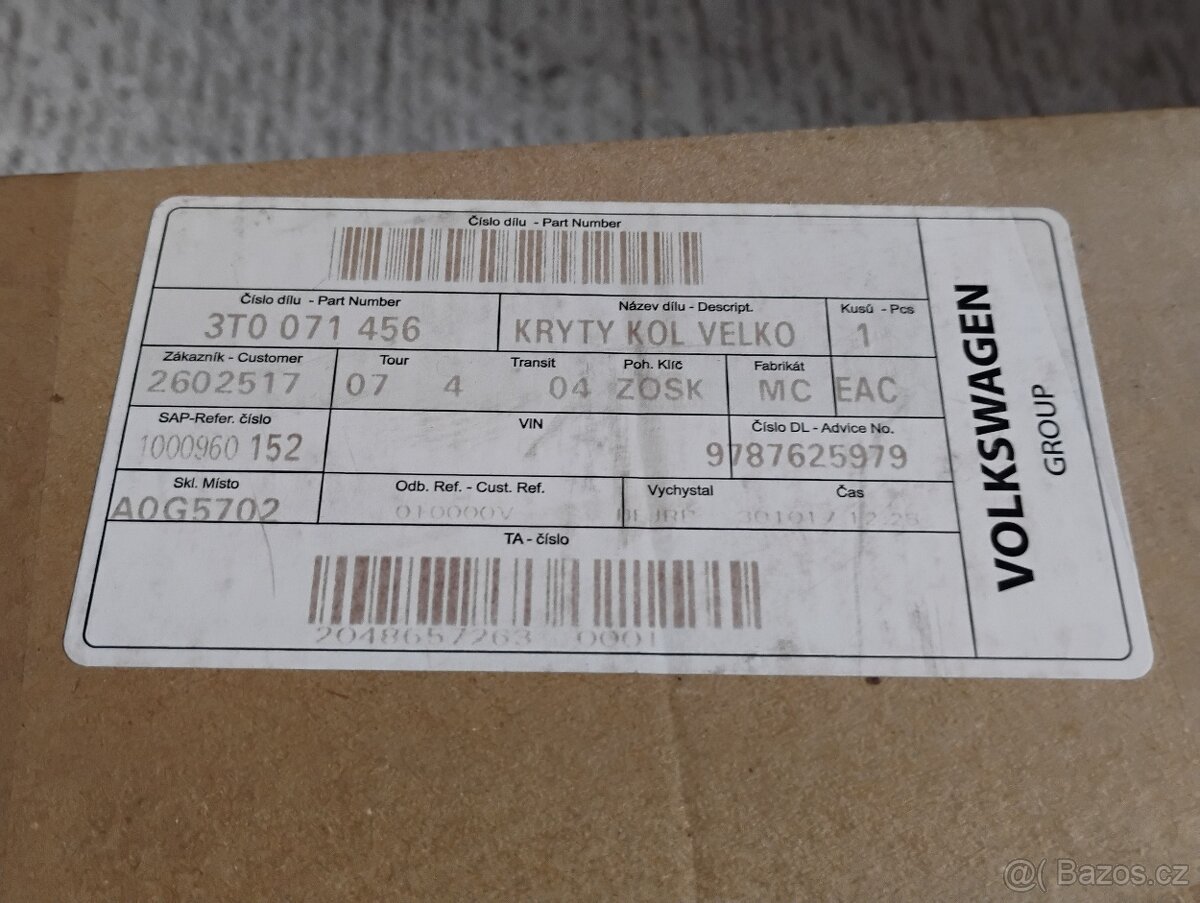 Číslo dílu - Part Number
Číslo dílu - Part Number
3T0 071 456
Název dílu - Descript.
KRYTY KOL VELKO
Kusů - Pcs
1
Zákazník - Customer
2602517
Tour
07 4
Transit
04
Poh. Klíč
ZOSK
Fabrikát
MC EAC
SAP-Refer. číslo
1000960 152
VIN
Číslo DL - Advice No.
9787625979
Skl. Místo
A0G5702
Odb. Ref. - Cust. Ref.
Vychystal
Čas
TA - číslo
2048657263 0001
VOLKSWAGEN
GROUP
@( Bazos.cz